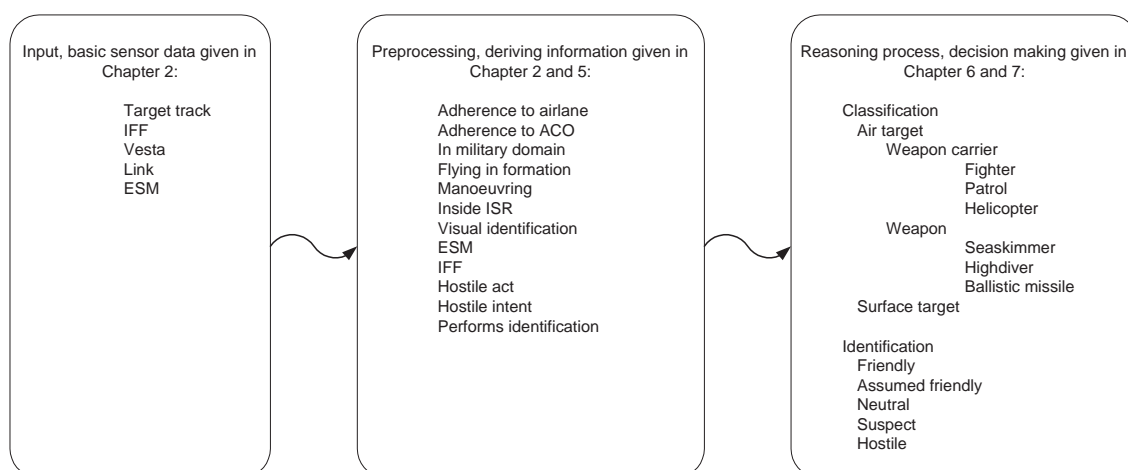 Input, basic sensor data given in
Chapter 2:
Target track
IFF
Vesta
Link
ESM
Preprocessing, deriving information given in
Chapter 2 and 5:
Adherence to airlane
Adherence to ACO
In military domain
Flying in formation
Manoeuvring
Inside ISR
Visual identification
ESM
IFF
Hostile act
Hostile intent
Performs identification
Reasoning process, decision making given in
Chapter 6 and 7:
Classification
Air target
Weapon carrier
Fighter
Patrol
Helicopter
Weapon
Seaskimmer
Highdiver
Ballistic missile
Surface target
Identification
Friendly
Assumed friendly
Neutral
Suspect
Hostile